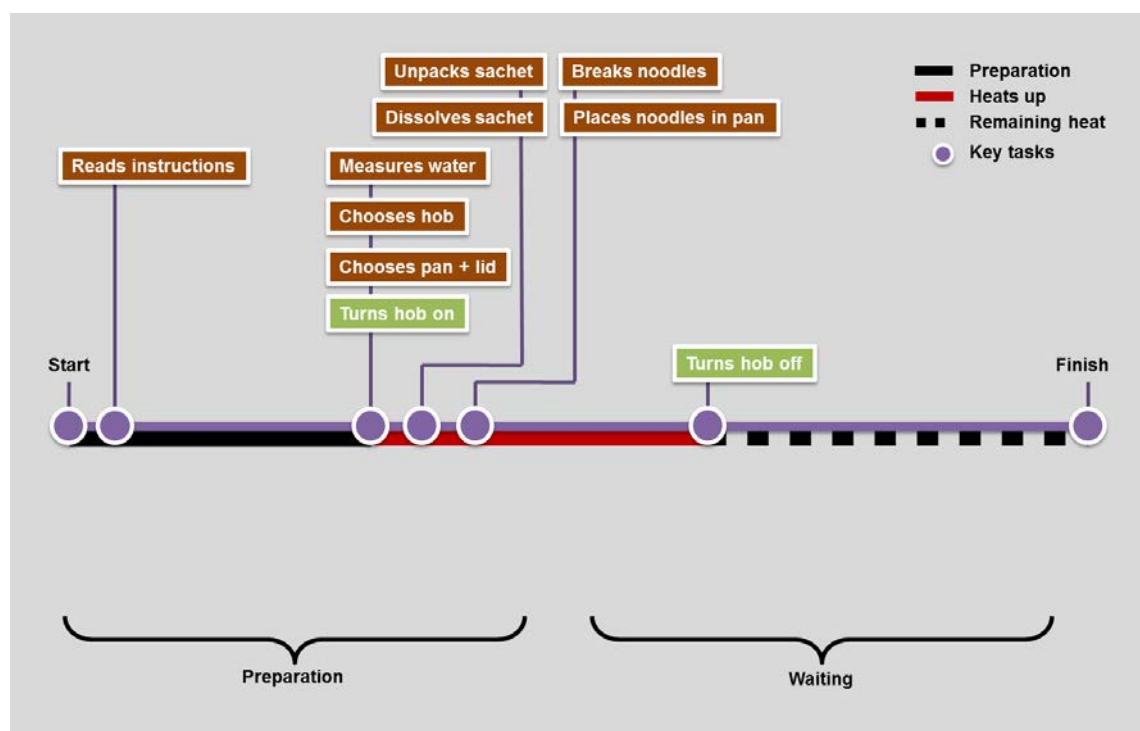 Unpacks sachet
Breaks noodles
Dissolves sachet
Places noodles in pan
Preparation
Heats up
Remaining heat
Key tasks
Reads instructions
Measures water
Chooses hob
Chooses pan + lid
Turns hob on
Start
Turns hob off
Finish
Preparation
Waiting